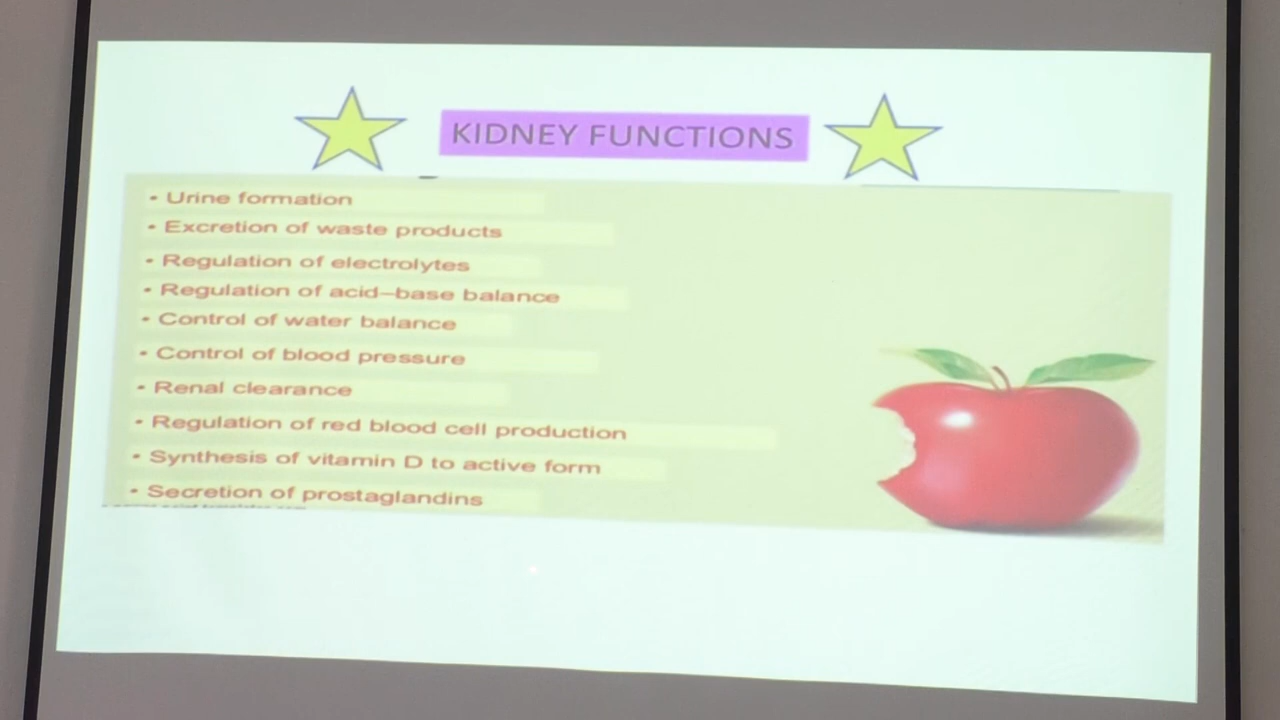 KIDNEY FUNCTIONS
• Urine formation
• Excretion of waste products
• Regulation of electrolytes
• Regulation of acid–base balance
• Control of water balance
• Control of blood pressure
• Renal clearance
• Regulation of red blood cell production
• Synthesis of vitamin D to active form
• Secretion of prostaglandins